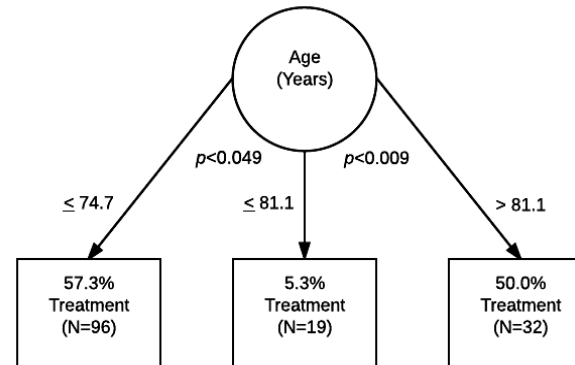 Age
(Years)
p<0.049
p<0.009
≤ 74.7
≤ 81.1
> 81.1
57.3%
Treatment
(N=96)
5.3%
Treatment
(N=19)
50.0%
Treatment
(N=32)